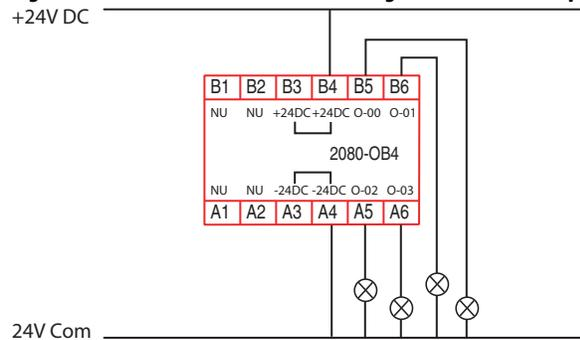 +24V DC
B1 B2 B3 B4 B5 B6
NU NU +24DC +24DC O-00 O-01
2080-OB4
NU NU -24DC -24DC O-02 O-03
A1 A2 A3 A4 A5 A6
24V Com